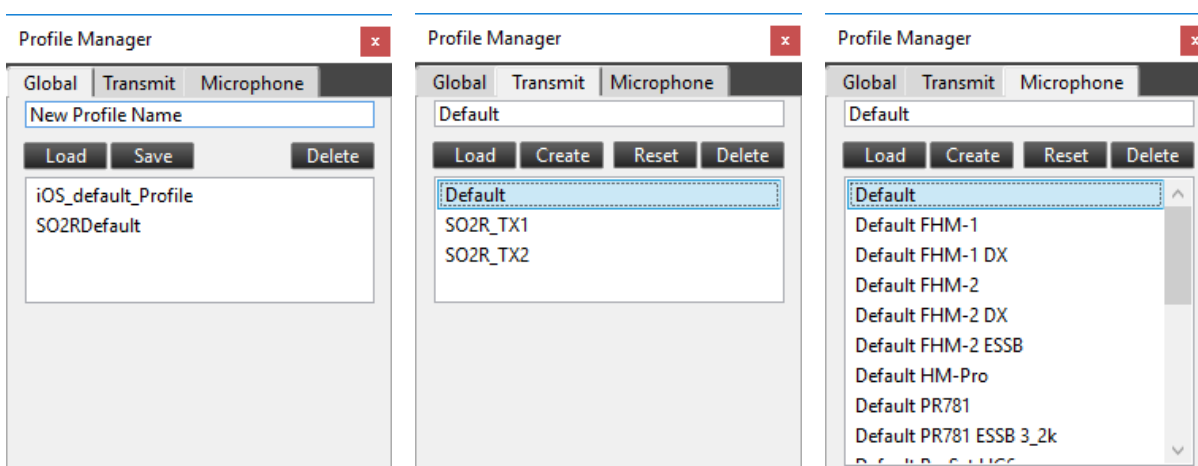 Profile Manager
x
Global Transmit Microphone
New Profile Name
Load Save Delete
iOS_default_Profile
SO2RDefault
Profile Manager
x
Global Transmit Microphone
Default
Load Create Reset Delete
Default
SO2R_TX1
SO2R_TX2
Profile Manager
x
Global Transmit Microphone
Default
Load Create Reset Delete
Default
Default FHM-1
Default FHM-1 DX
Default FHM-2
Default FHM-2 DX
Default FHM-2 ESSB
Default HM-Pro
Default PR781
Default PR781 ESSB 3_2k